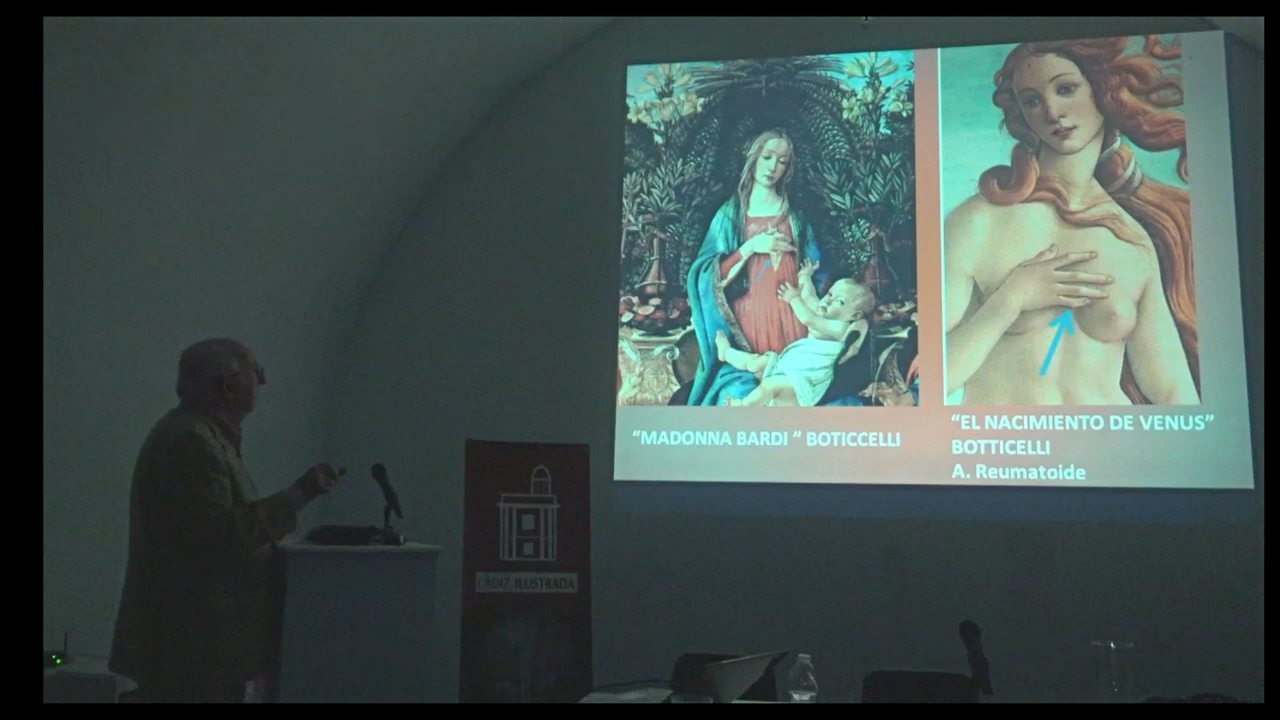 “MADONNA BARDI ” BOTICCELLI
“EL NACIMIENTO DE VENUS”
BOTTICELLI
A. Reumatoide
CÁDIZ ILUSTRADA